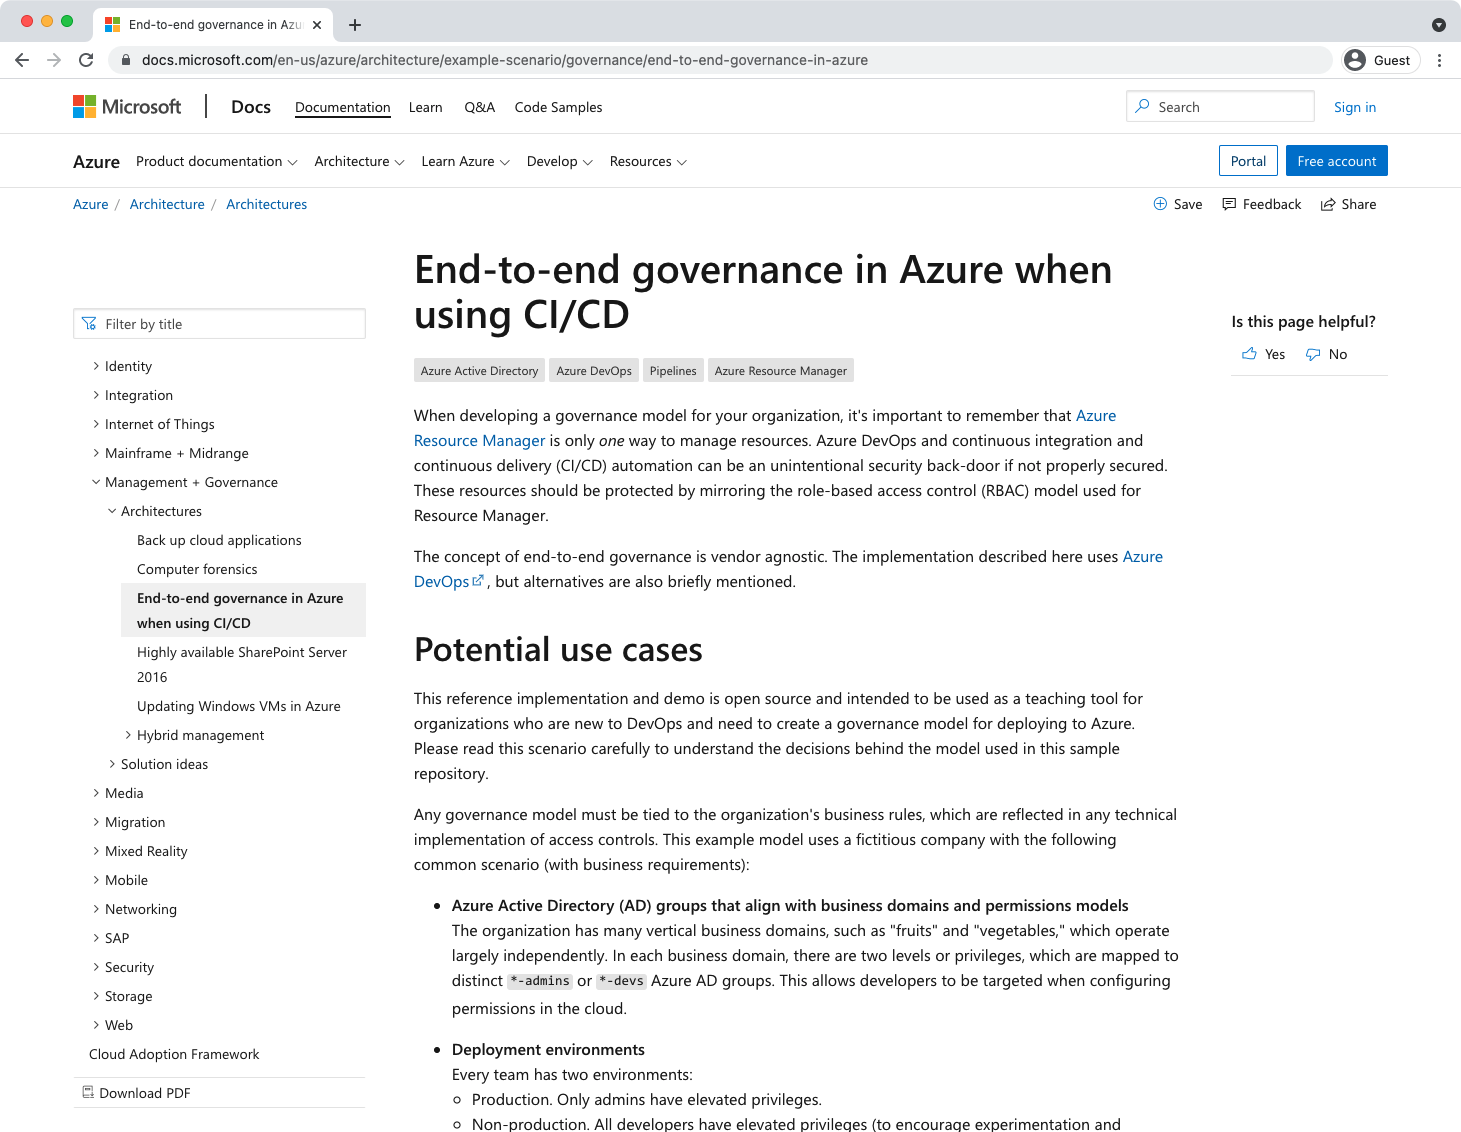 End-to-end governance in Azu
docs.microsoft.com/en-us/azure/architecture/example-scenario/governance/end-to-end-governance-in-azure
Guest
Microsoft
Docs
Documentation
Learn
Q&A
Code Samples
Search
Sign in
Azure
Product documentation
Architecture
Learn Azure
Develop
Resources
Portal
Free account
Azure / Architecture / Architectures
Save
Feedback
Share
Filter by title
Identity
Integration
Internet of Things
Mainframe + Midrange
Management + Governance
Architectures
Back up cloud applications
Computer forensics
End-to-end governance in Azure
when using CI/CD
Highly available SharePoint Server
2016
Updating Windows VMs in Azure
Hybrid management
Solution ideas
Media
Migration
Mixed Reality
Mobile
Networking
SAP
Security
Storage
Web
Cloud Adoption Framework
Download PDF
End-to-end governance in Azure when
using CI/CD
Azure Active Directory
Azure DevOps
Pipelines
Azure Resource Manager
When developing a governance model for your organization, it's important to remember that Azure
Resource Manager is only one way to manage resources. Azure DevOps and continuous integration and
continuous delivery (CI/CD) automation can be an unintentional security back-door if not properly secured.
These resources should be protected by mirroring the role-based access control (RBAC) model used for
Resource Manager.
The concept of end-to-end governance is vendor agnostic. The implementation described here uses Azure
DevOps , but alternatives are also briefly mentioned.
Potential use cases
This reference implementation and demo is open source and intended to be used as a teaching tool for
organizations who are new to DevOps and need to create a governance model for deploying to Azure.
Please read this scenario carefully to understand the decisions behind the model used in this sample
repository.
Any governance model must be tied to the organization's business rules, which are reflected in any technical
implementation of access controls. This example model uses a fictitious company with the following
common scenario (with business requirements):
• Azure Active Directory (AD) groups that align with business domains and permissions models
The organization has many vertical business domains, such as "fruits" and "vegetables," which operate
largely independently. In each business domain, there are two levels or privileges, which are mapped to
distinct *-admins or *-devs Azure AD groups. This allows developers to be targeted when configuring
permissions in the cloud.
• Deployment environments
Every team has two environments:
○ Production. Only admins have elevated privileges.
○ Non-production. All developers have elevated privileges (to encourage experimentation and
Is this page helpful?
Yes
No